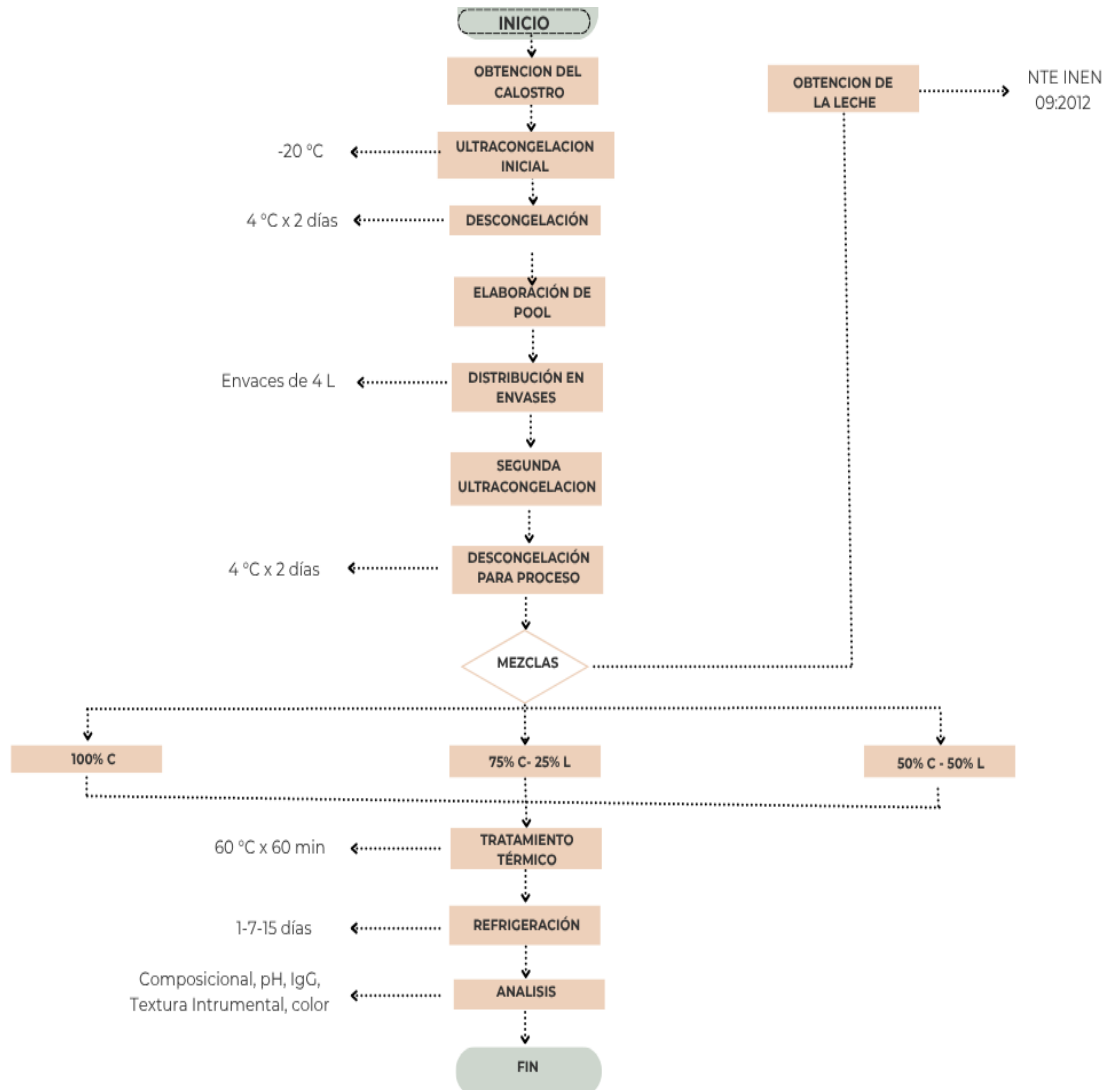 INICIO
OBTENCION DEL
CALOSTRO
OBTENCION DE
LA LECHE
NTE INEN
09:2012
-20 °C
ULTRACONGELACION
INICIAL
4 °C x 2 días
DESCONGELACIÓN
ELABORACIÓN DE
POOL
Envaces de 4 L
DISTRIBUCIÓN EN
ENVASES
SEGUNDA
ULTRACONGELACION
4 °C x 2 días
DESCONGELACIÓN
PARA PROCESO
MEZCLAS
100% C
75% C- 25% L
50% C - 50% L
60 °C x 60 min
TRATAMIENTO
TÉRMICO
1-7-15 días
REFRIGERACIÓN
Composicional, pH, IgG,
Textura Intrumental, color
ANALISIS
FIN